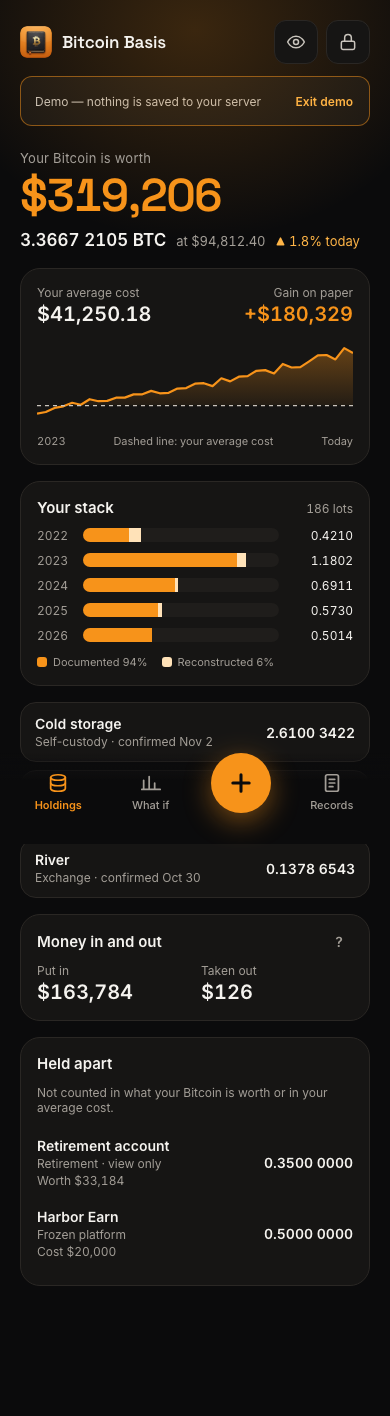 Bitcoin Basis
Demo — nothing is saved to your server Exit demo
Your Bitcoin is worth
$319,206
3.3667 2105 BTC at $94,812.40 ▲ 1.8% today
Your average cost Gain on paper
$41,250.18 +$180,329
2023 Dashed line: your average cost Today
Your stack 186 lots
2022 0.4210
2023 1.1802
2024 0.6911
2025 0.5730
2026 0.5014
Documented 94% Reconstructed 6%
Cold storage 2.6100 3422
Self-custody · confirmed Nov 2
Holdings What if Records
River 0.1378 6543
Exchange · confirmed Oct 30
Money in and out ?
Put in Taken out
$163,784 $126
Held apart
Not counted in what your Bitcoin is worth or in your
average cost.
Retirement account 0.3500 0000
Retirement · view only
Worth $33,184
Harbor Earn 0.5000 0000
Frozen platform
Cost $20,000